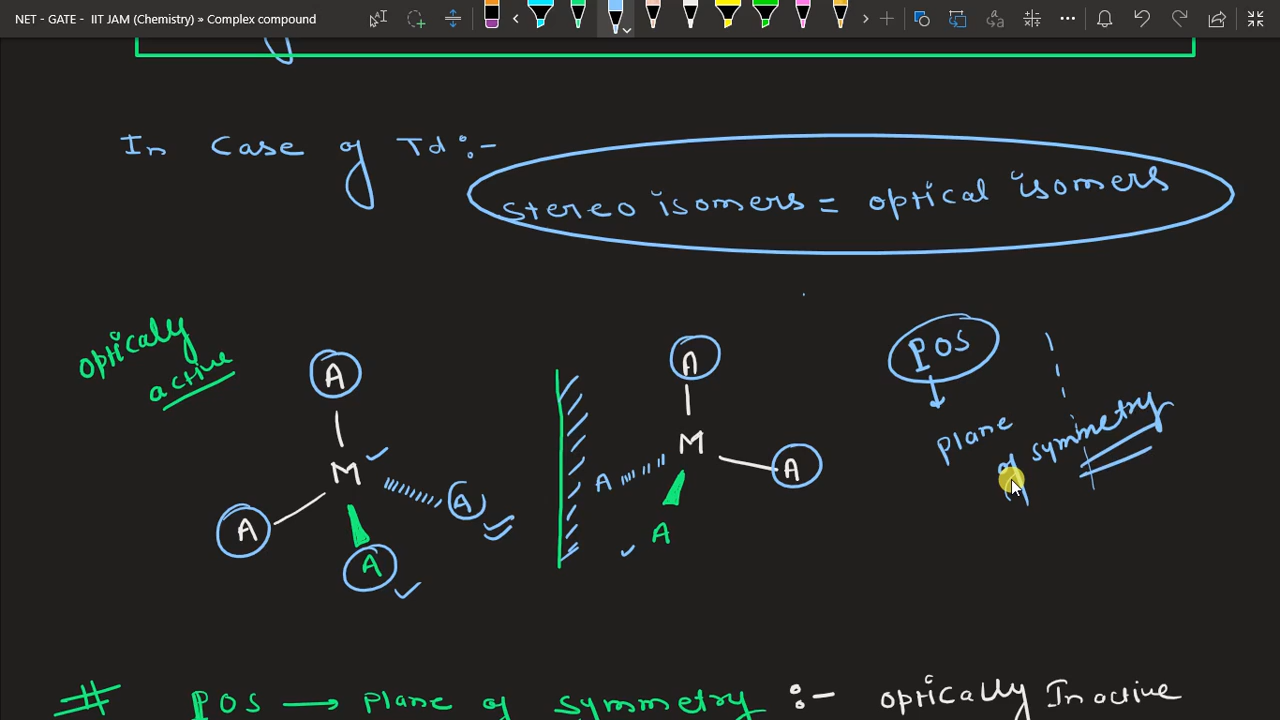 NET - GATE - IIT JAM (Chemistry) » Complex compound
In case of Td :-
stereo isomers = optical isomers
optically
active
A
M
A
A
A
A
M
A
A
A
POS
plane
of symmetry
# POS → plane of symmetry :- optically Inactive